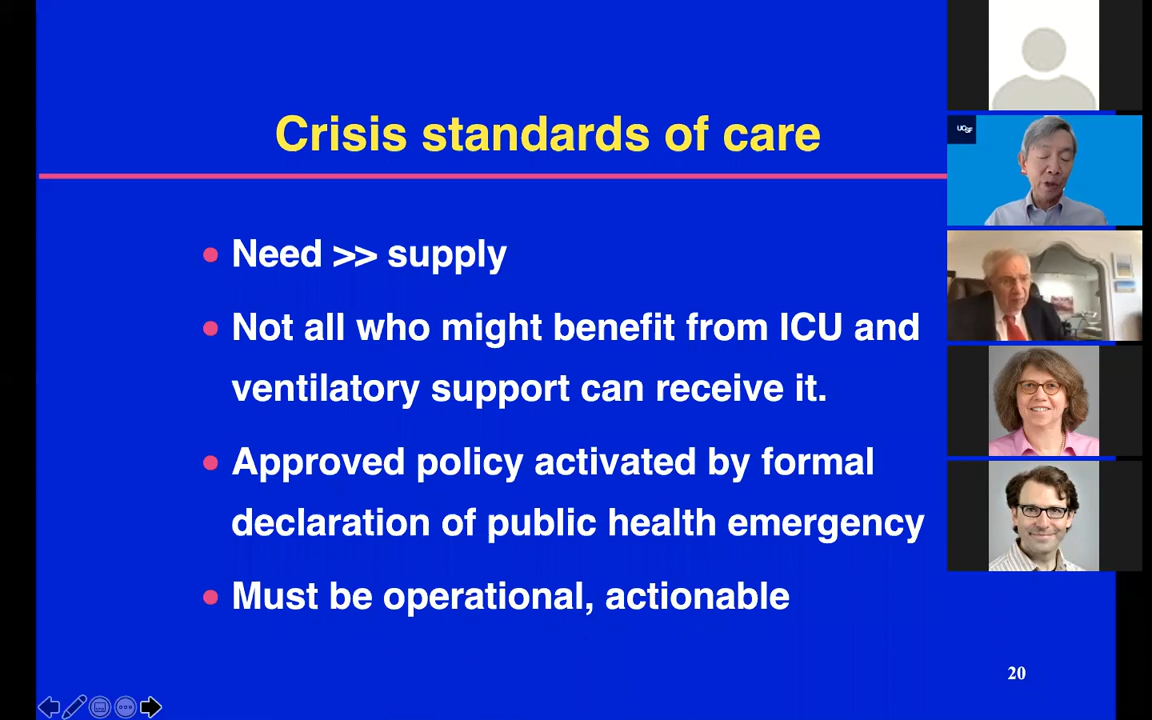 Crisis standards of care
• Need >> supply
• Not all who might benefit from ICU and
ventilatory support can receive it.
• Approved policy activated by formal
declaration of public health emergency
• Must be operational, actionable
20
UCSF